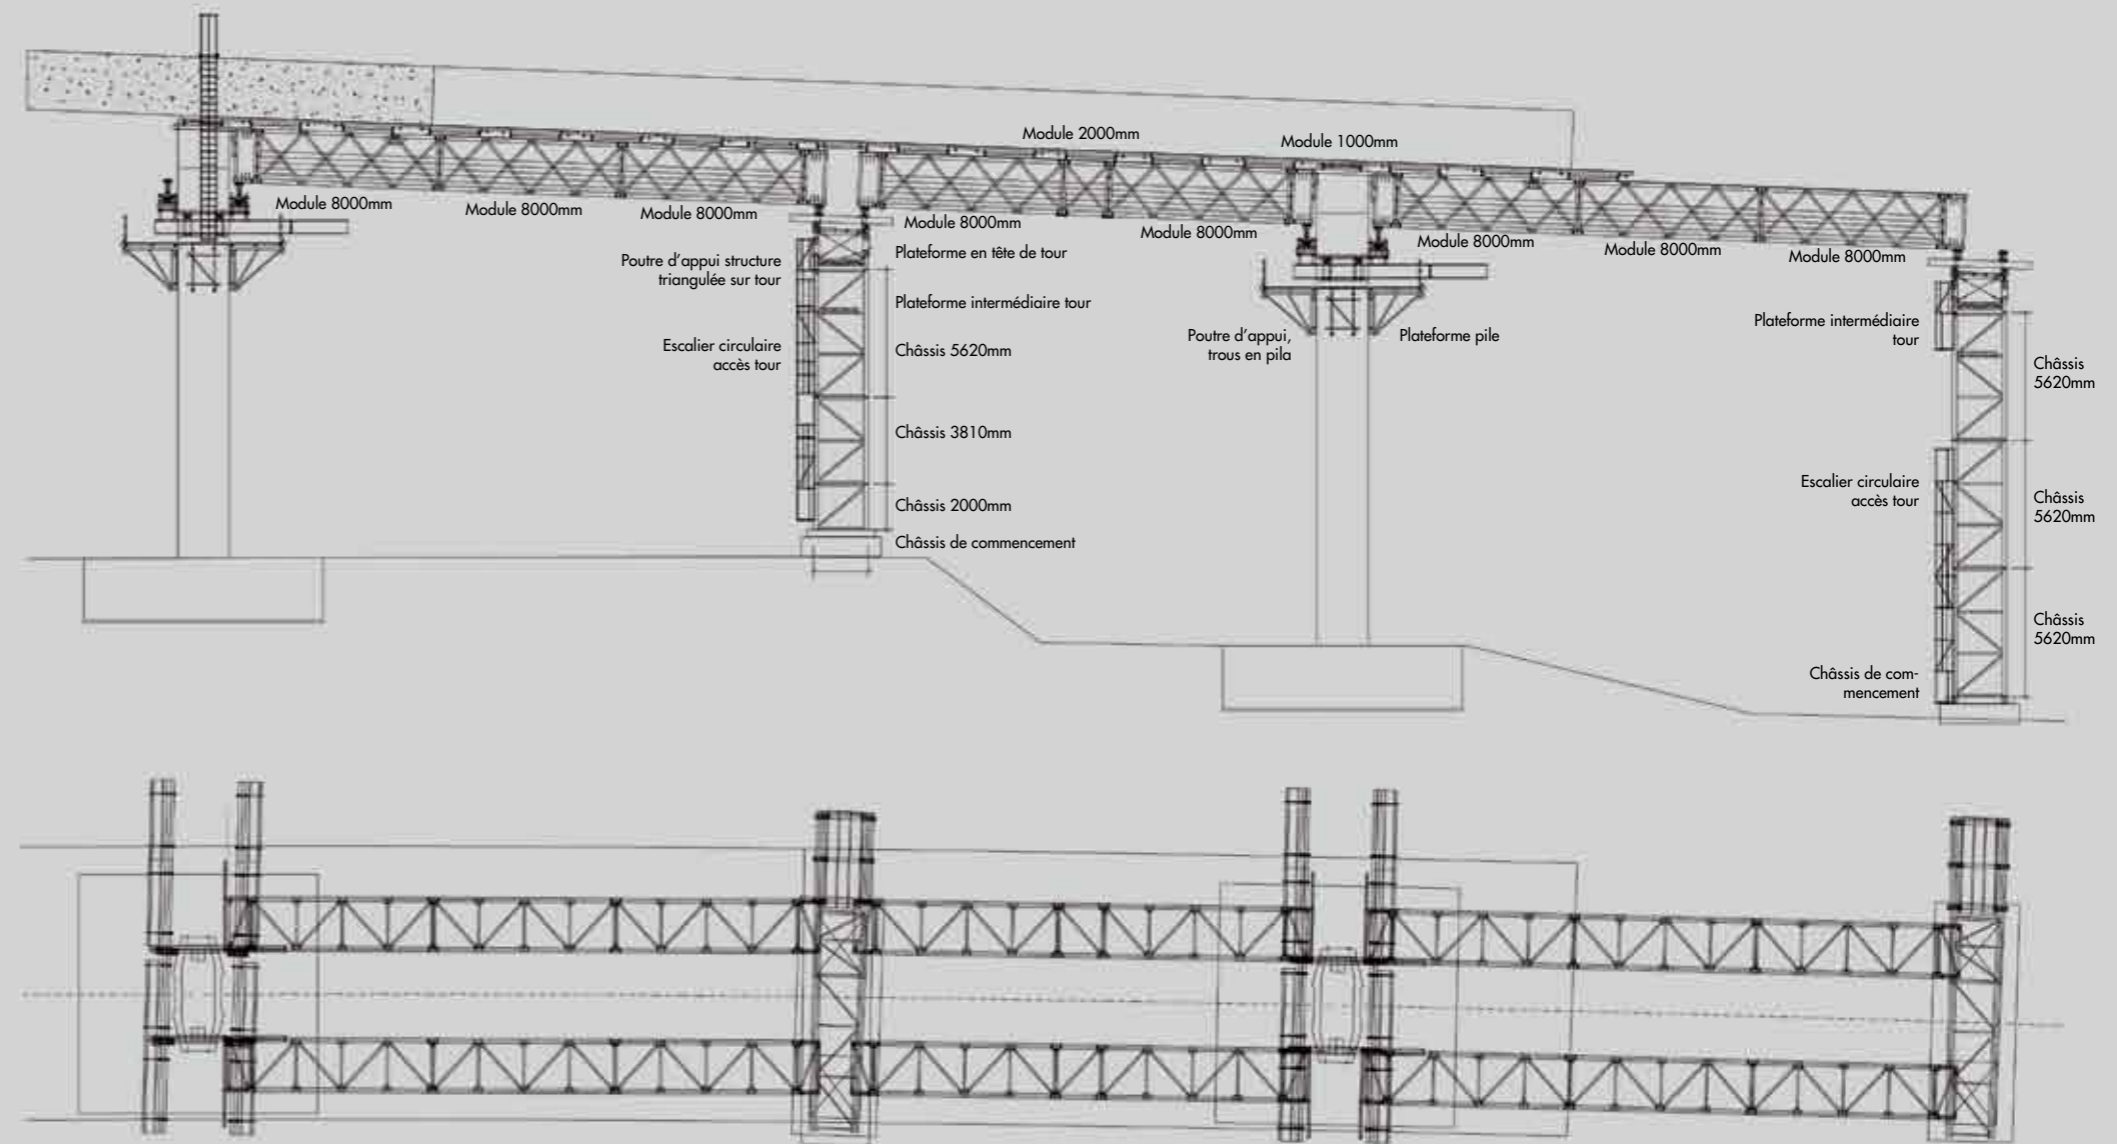 Module 2000mm
Module 1000mm
Module 8000mm
Module 8000mm
Module 8000mm
Module 8000mm
Module 8000mm
Module 8000mm
Module 8000mm
Module 8000mm
Poutre d'appui structure
triangulée sur tour
Plateforme en tête de tour
Plateforme intermédiaire tour
Escalier circulaire
accès tour
Châssis 5620mm
Châssis 3810mm
Châssis 2000mm
Châssis de commencement
Poutre d'appui,
trous en pila
Plateforme pile
Plateforme intermédiaire
tour
Châssis
5620mm
Escalier circulaire
accès tour
Châssis
5620mm
Châssis
5620mm
Châssis de com-
mencement